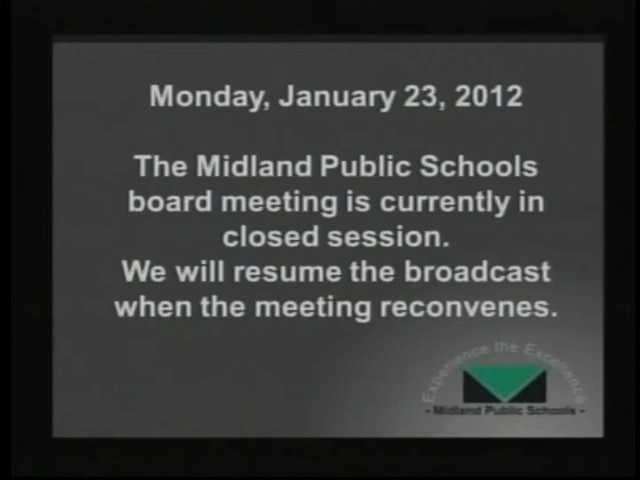 Monday, January 23, 2012
The Midland Public Schools
board meeting is currently in
closed session.
We will resume the broadcast
when the meeting reconvenes.
Experience the Excellence
- Midland Public Schools -